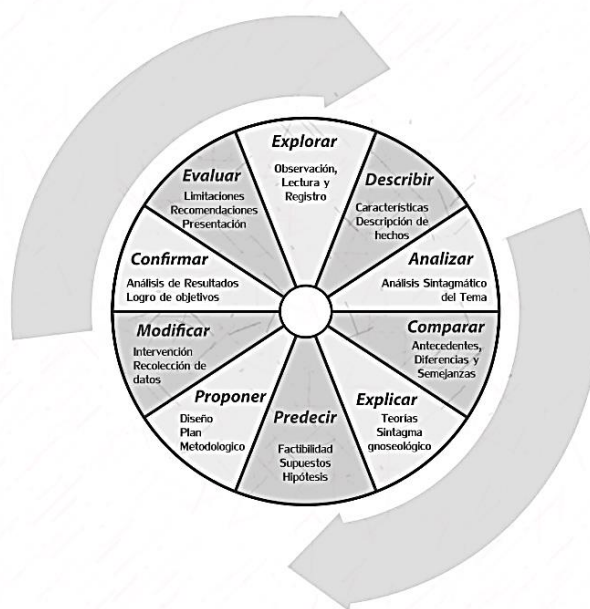 Explorar
Observación,
Lectura y
Registro
Describir
Características
Descripción de
hechos
Analizar
Análisis Sintagmático
del Tema
Comparar
Antecedentes,
Diferencias y
Semejanzas
Explicar
Teorías
Sintagma
gnoseológico
Predecir
Factibilidad
Supuestos
Hipótesis
Proponer
Diseño
Plan
Metodologico
Modificar
Intervención
Recolección de
datos
Confirmar
Análisis de Resultados
Logro de objetivos
Evaluar
Limitaciones
Recomendaciones
Presentación